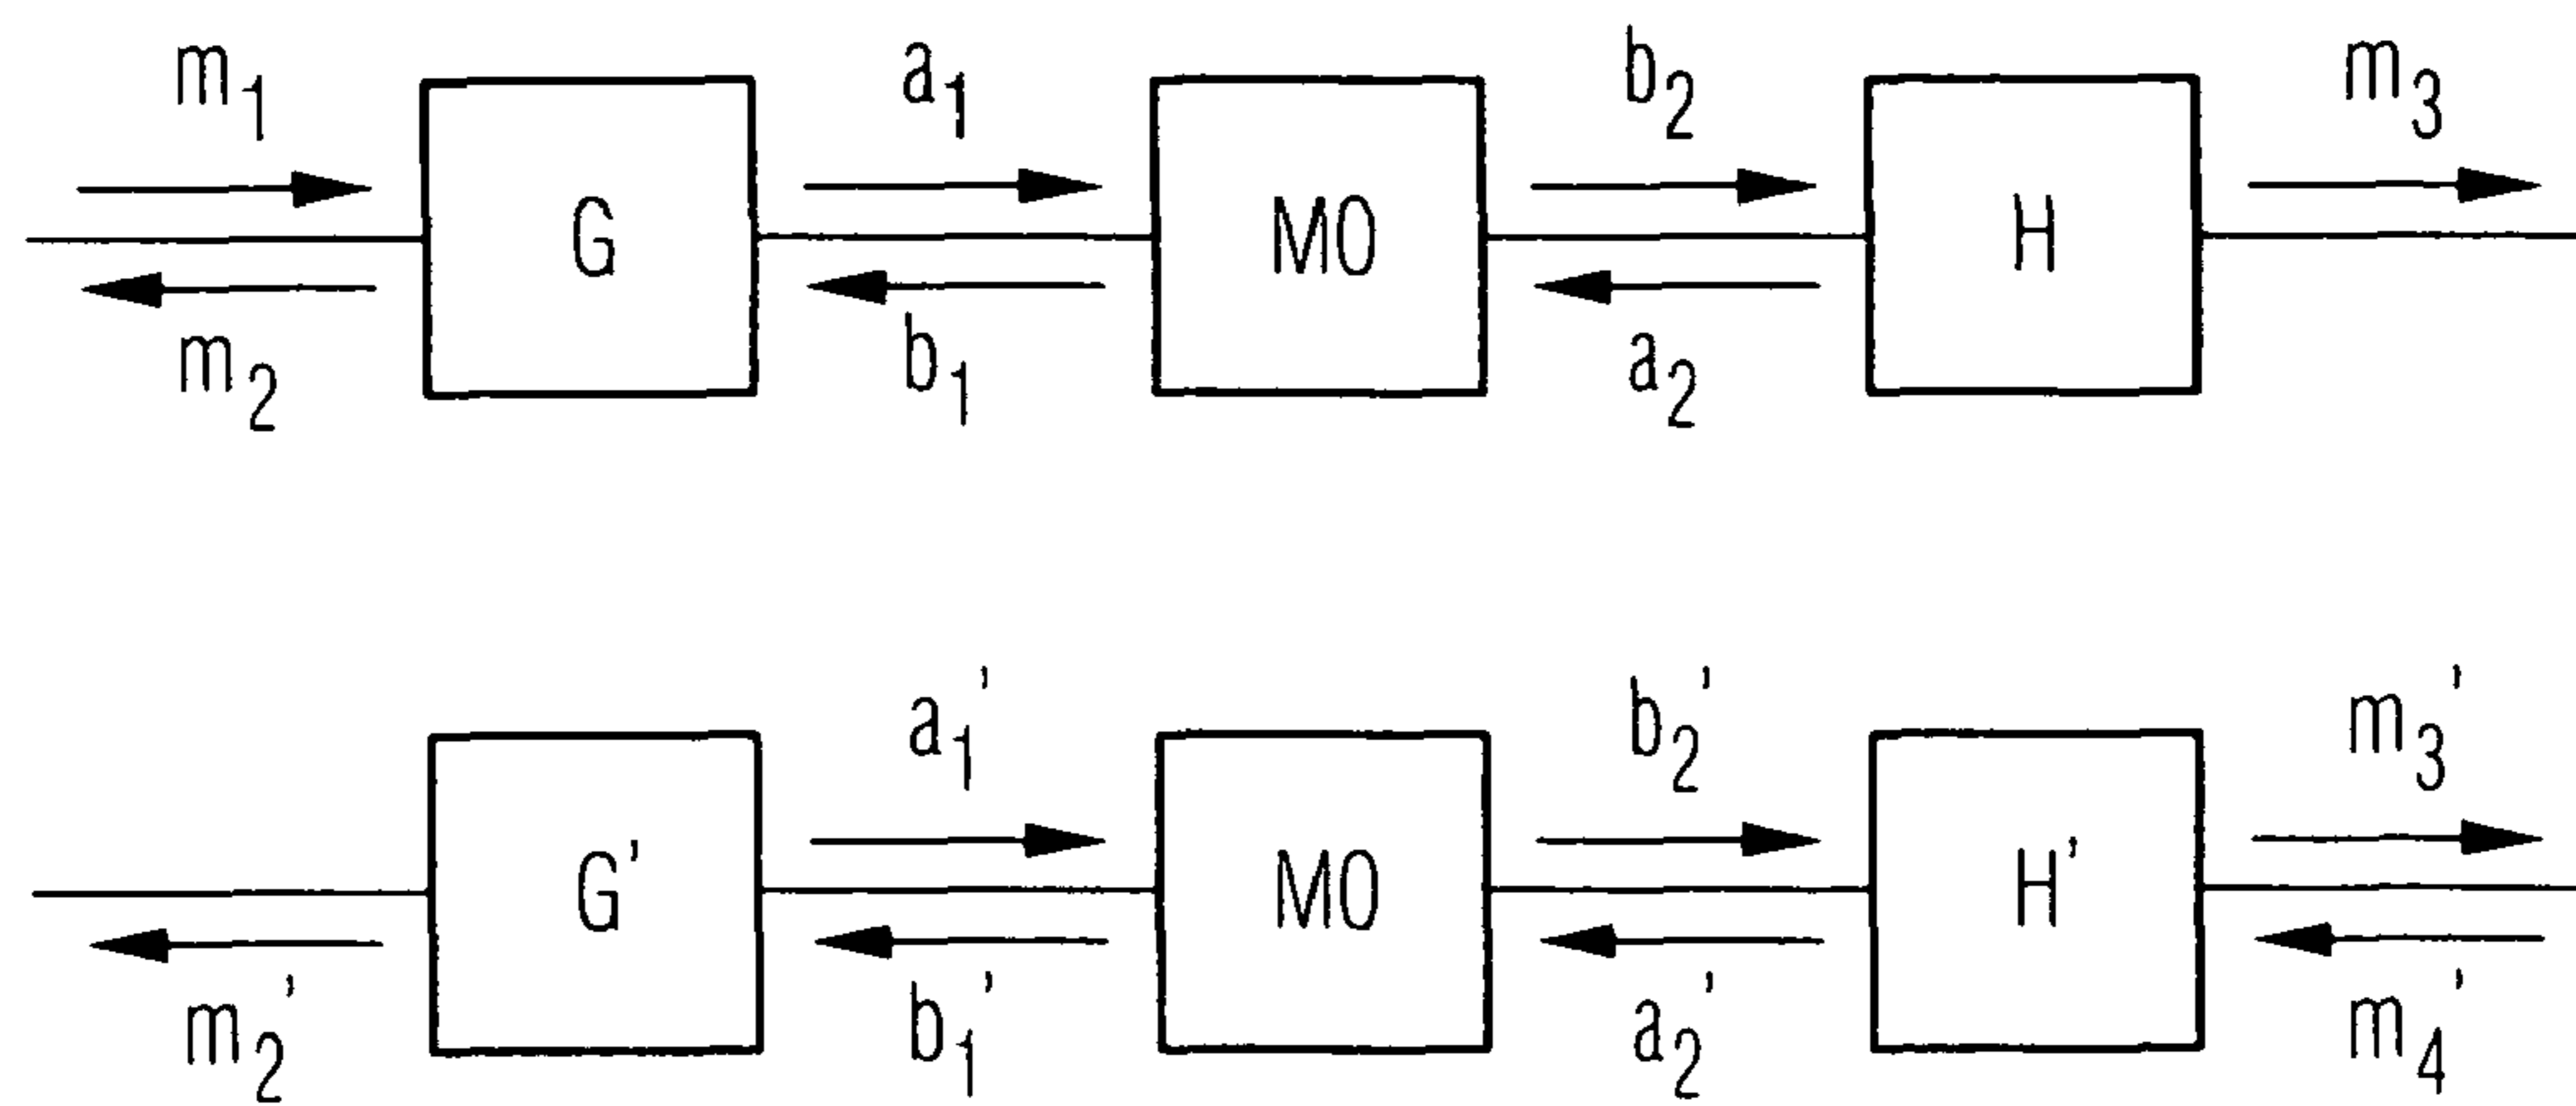 m₁ a₁ b₂ m₃
G MO H
m₂ b₁ a₂
a₁' b₂' m₃'
G' MO H'
m₂' b₁' a₂' m₄'